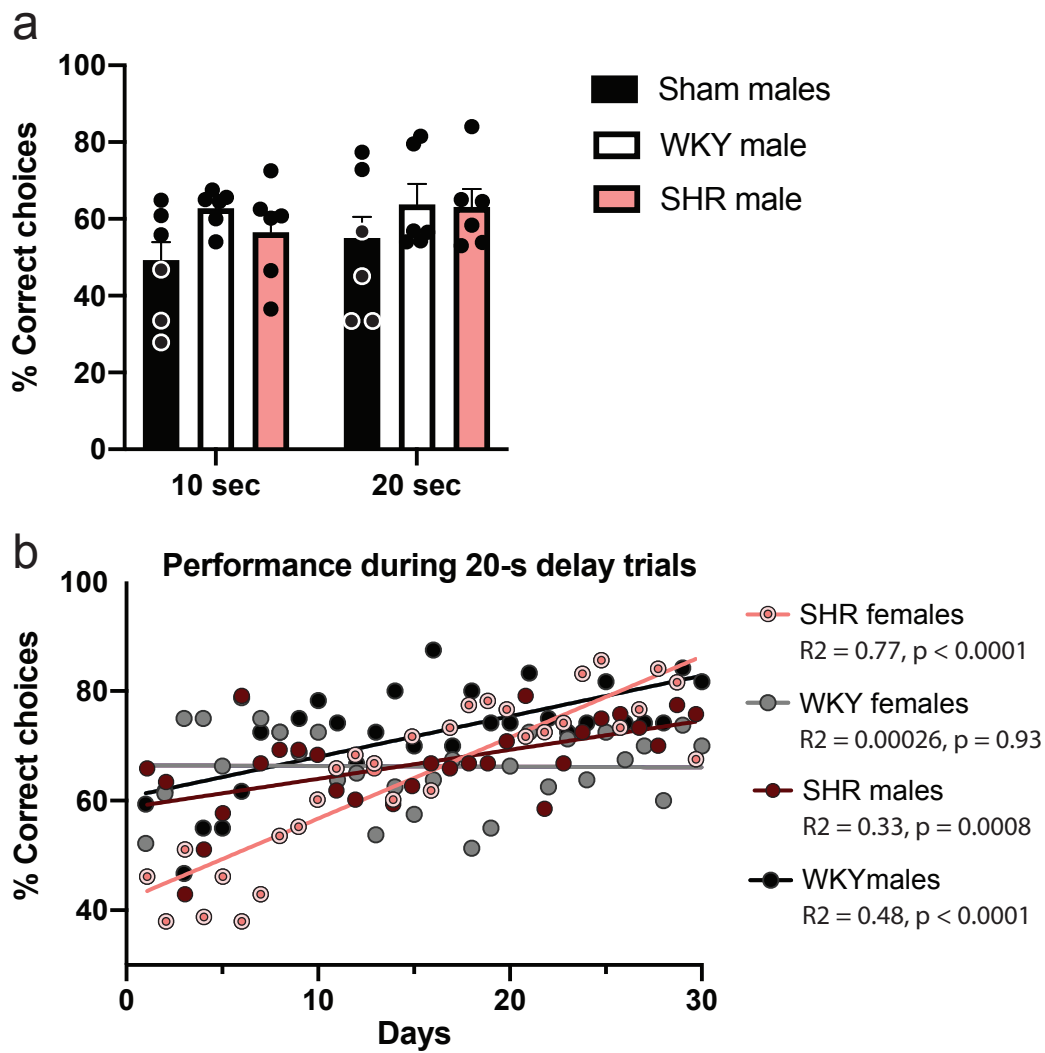 a
100
80
60
40
20
0
% Correct choices
10 sec
20 sec
Sham males
WKY male
SHR male
b
Performance during 20-s delay trials
100
80
60
40
% Correct choices
0
10
20
30
Days
SHR females
R2 = 0.77, p < 0.0001
WKY females
R2 = 0.00026, p = 0.93
SHR males
R2 = 0.33, p = 0.0008
WKYmales
R2 = 0.48, p < 0.0001